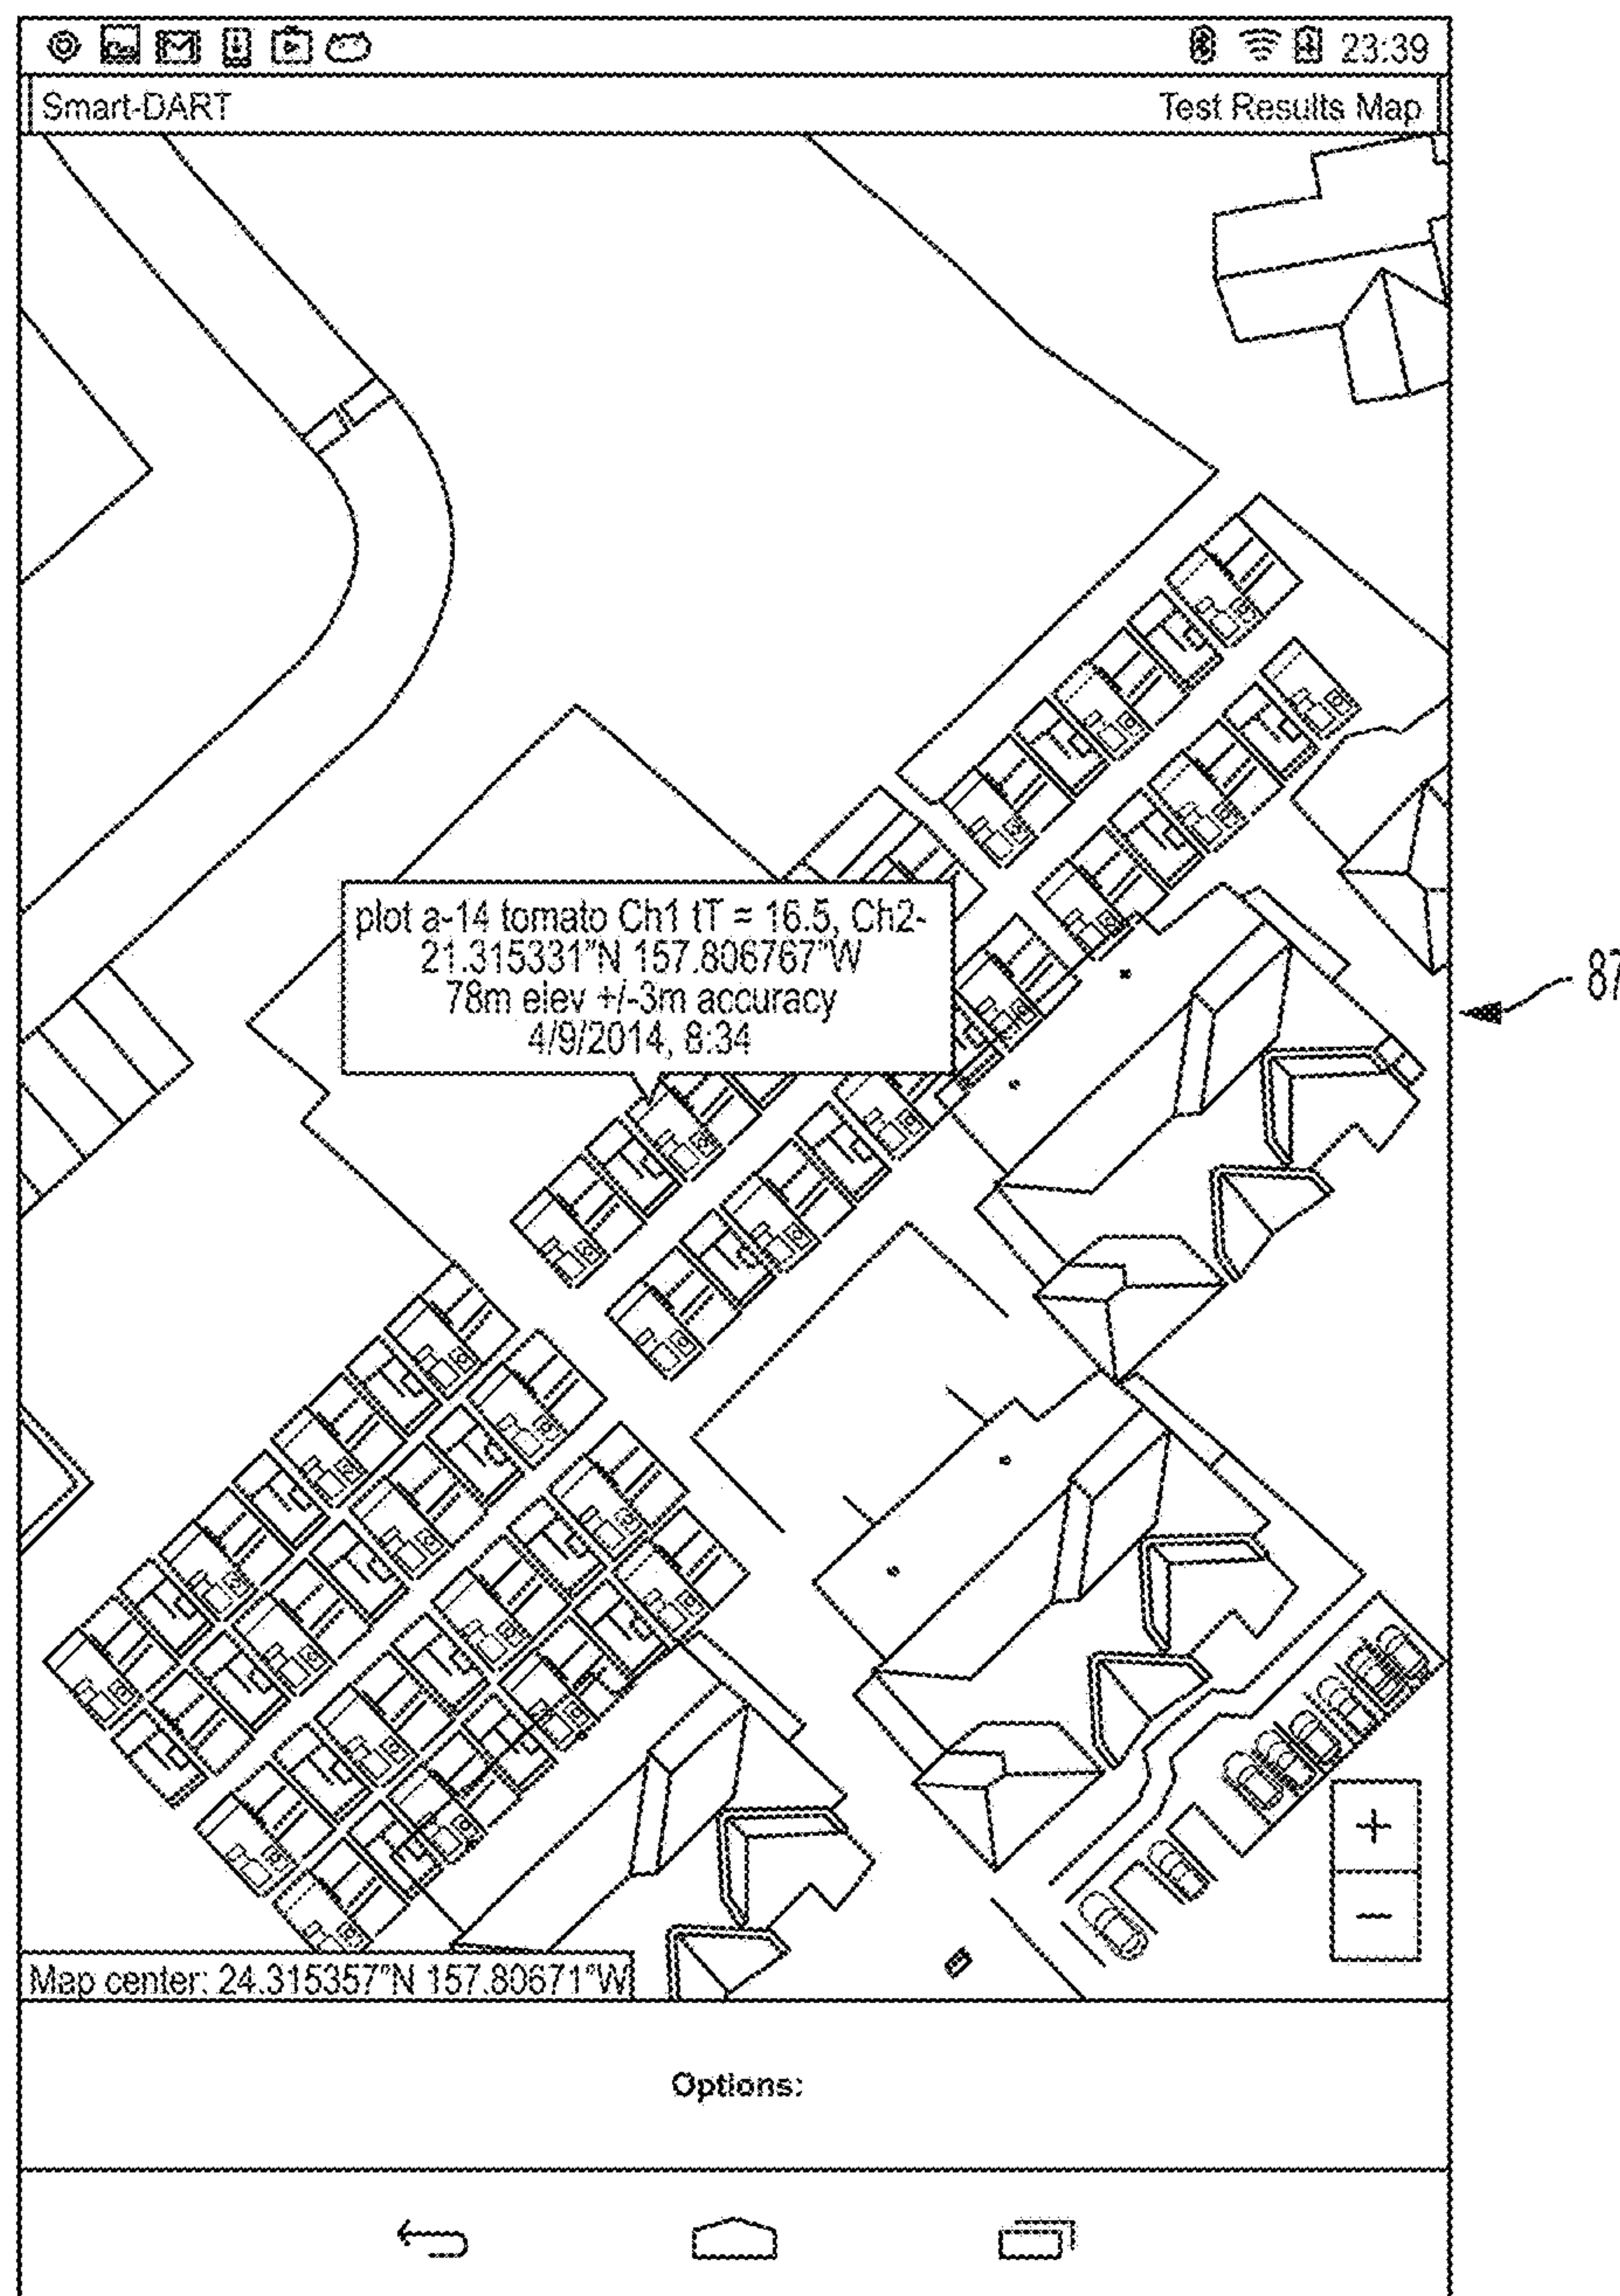 23:39
Smart-DART Test Results Map
plot a-14 tomato Ch1 tT = 16.5, Ch2-
21.315331"N 157.806767"W
78m elev +/-3m accuracy
4/9/2014, 8:34
87
+
−
Map center: 24.315357"N 157.80671"W
Options: